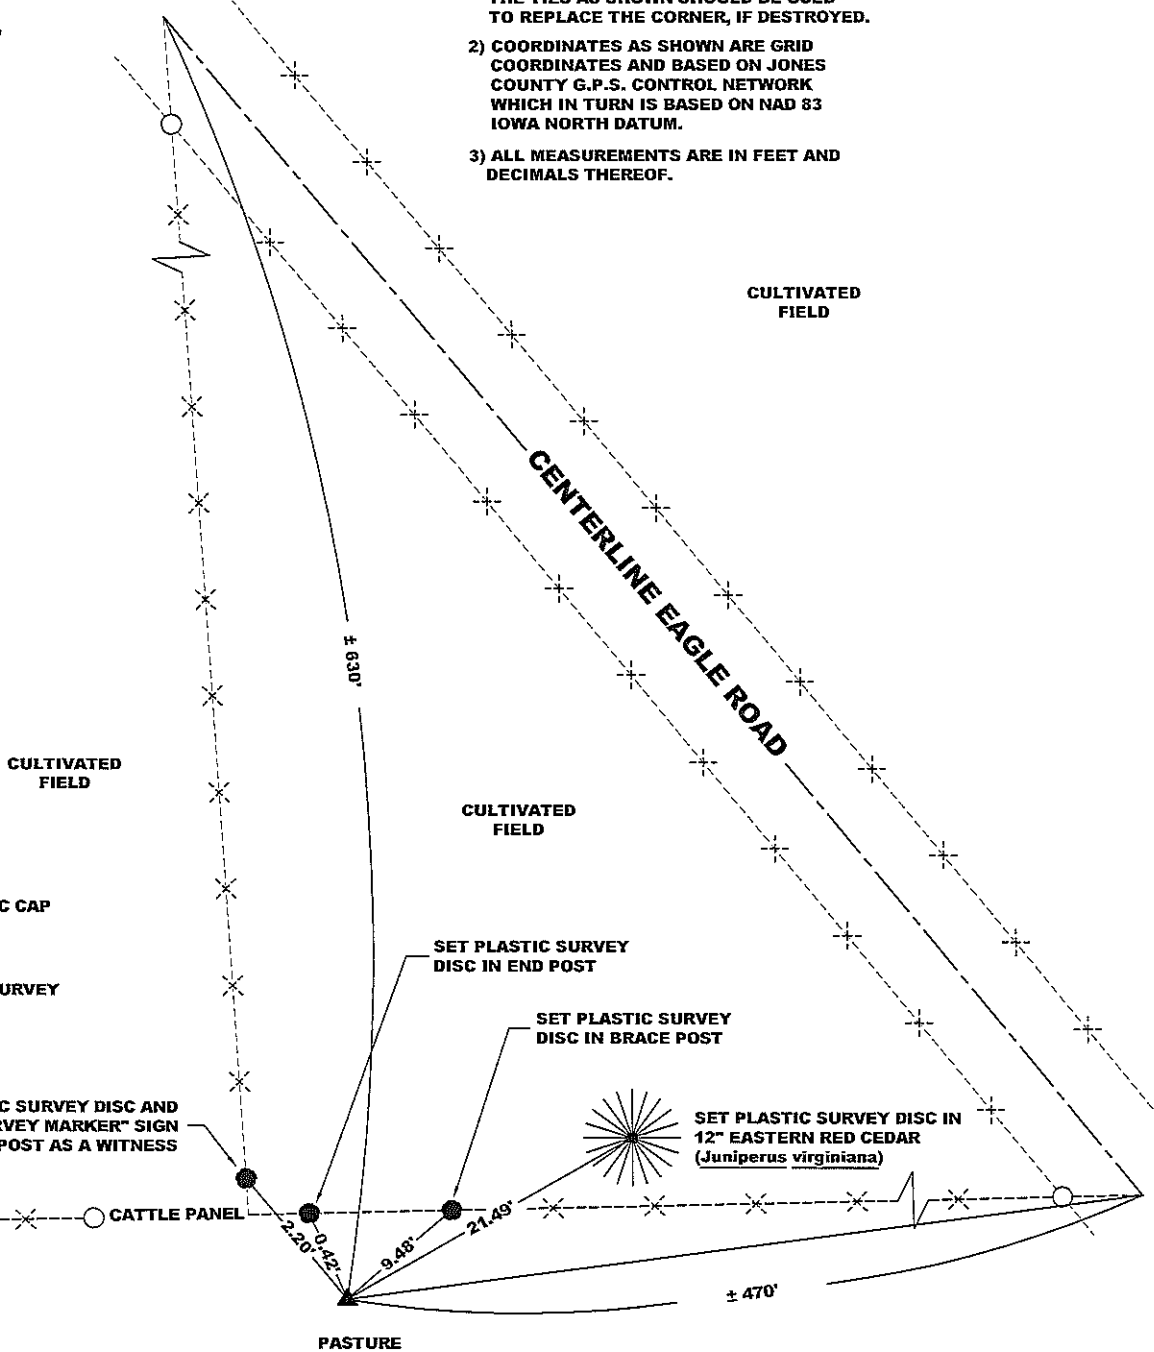 TO REPLACE THE CORNER, IF DESTROYED.
2) COORDINATES AS SHOWN ARE GRID
COORDINATES AND BASED ON JONES
COUNTY G.P.S. CONTROL NETWORK
WHICH IN TURN IS BASED ON NAD 83
IOWA NORTH DATUM.
3) ALL MEASUREMENTS ARE IN FEET AND
DECIMALS THEREOF.
CULTIVATED
FIELD
CENTERLINE EAGLE ROAD
± 630'
CULTIVATED
FIELD
CULTIVATED
FIELD
C CAP
URVEY
SET PLASTIC SURVEY
DISC IN END POST
SET PLASTIC SURVEY
DISC IN BRACE POST
C SURVEY DISC AND
RVEY MARKER" SIGN
POST AS A WITNESS
SET PLASTIC SURVEY DISC IN
12" EASTERN RED CEDAR
(Juniperus virginiana)
CATTLE PANEL
2.20'
0.42'
9.48'
21.49'
± 470'
PASTURE